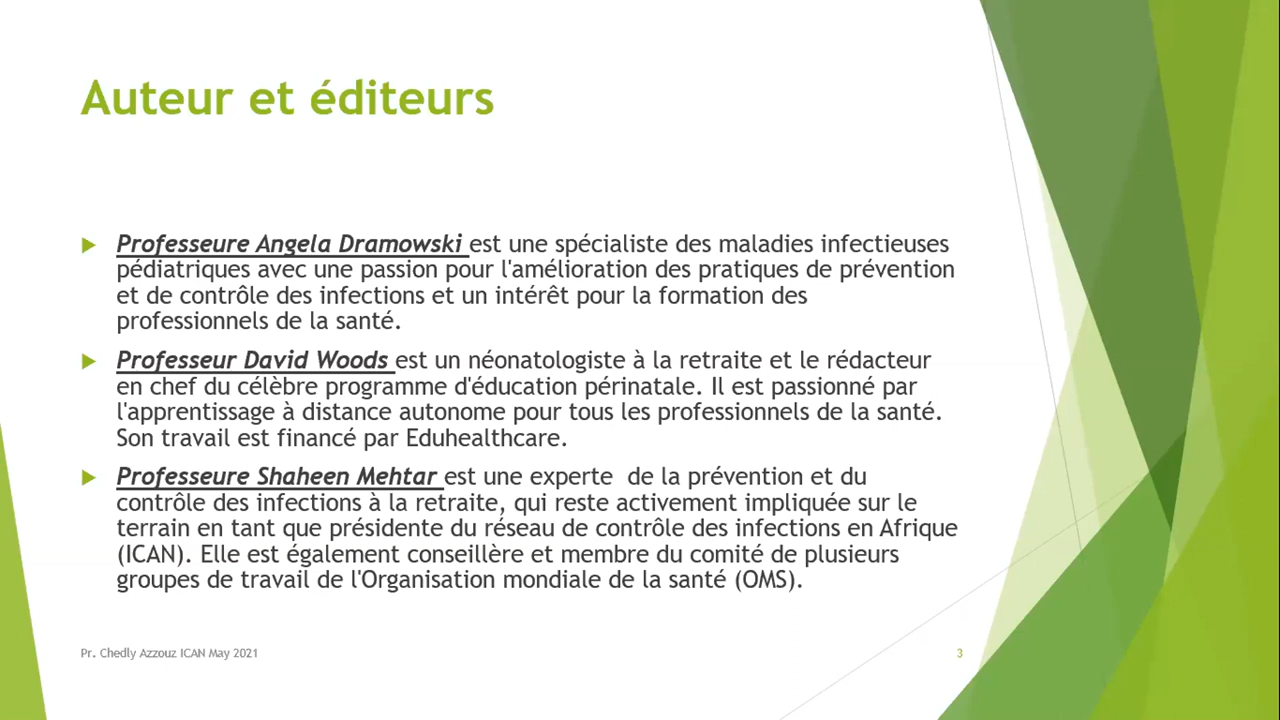 Auteur et éditeurs
Professeure Angela Dramowski est une spécialiste des maladies infectieuses
pédiatriques avec une passion pour l'amélioration des pratiques de prévention
et de contrôle des infections et un intérêt pour la formation des
professionnels de la santé.
Professeur David Woods est un néonatologiste à la retraite et le rédacteur
en chef du célèbre programme d'éducation périnatale. Il est passionné par
l'apprentissage à distance autonome pour tous les professionnels de la santé.
Son travail est financé par Eduhealthcare.
Professeure Shaheen Mehtar est une experte de la prévention et du
contrôle des infections à la retraite, qui reste activement impliquée sur le
terrain en tant que présidente du réseau de contrôle des infections en Afrique
(ICAN). Elle est également conseillère et membre du comité de plusieurs
groupes de travail de l'Organisation mondiale de la santé (OMS).
Pr. Chedly Azzouz ICAN May 2021
3